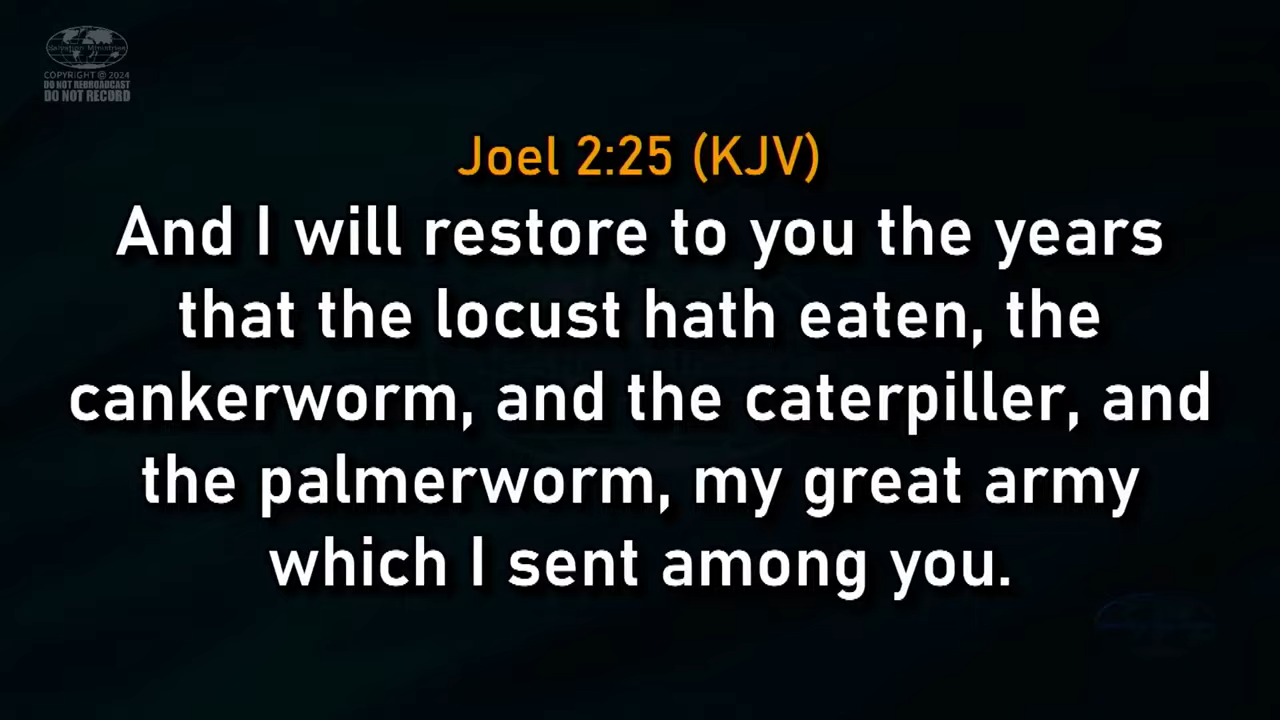 Salvation Ministries
COPYRIGHT © 2024
DO NOT REBROADCAST
DO NOT RECORD
Joel 2:25 (KJV)
And I will restore to you the years
that the locust hath eaten, the
cankerworm, and the caterpiller, and
the palmerworm, my great army
which I sent among you.